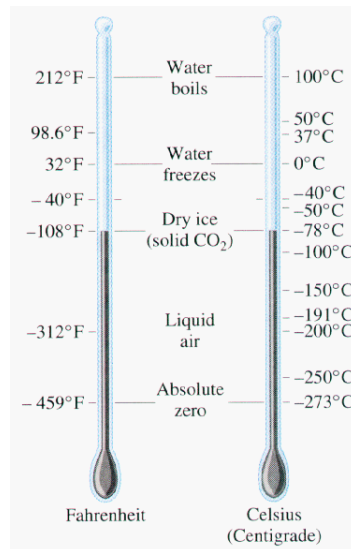 212°F
Water
boils
100°C
50°C
98.6°F
37°C
32°F
Water
freezes
0°C
–40°F
–40°C
–50°C
–108°F
Dry ice
(solid CO₂)
–78°C
–100°C
–150°C
–312°F
Liquid
air
–191°C
–200°C
–250°C
–459°F
Absolute
zero
–273°C
Fahrenheit
Celsius
(Centigrade)